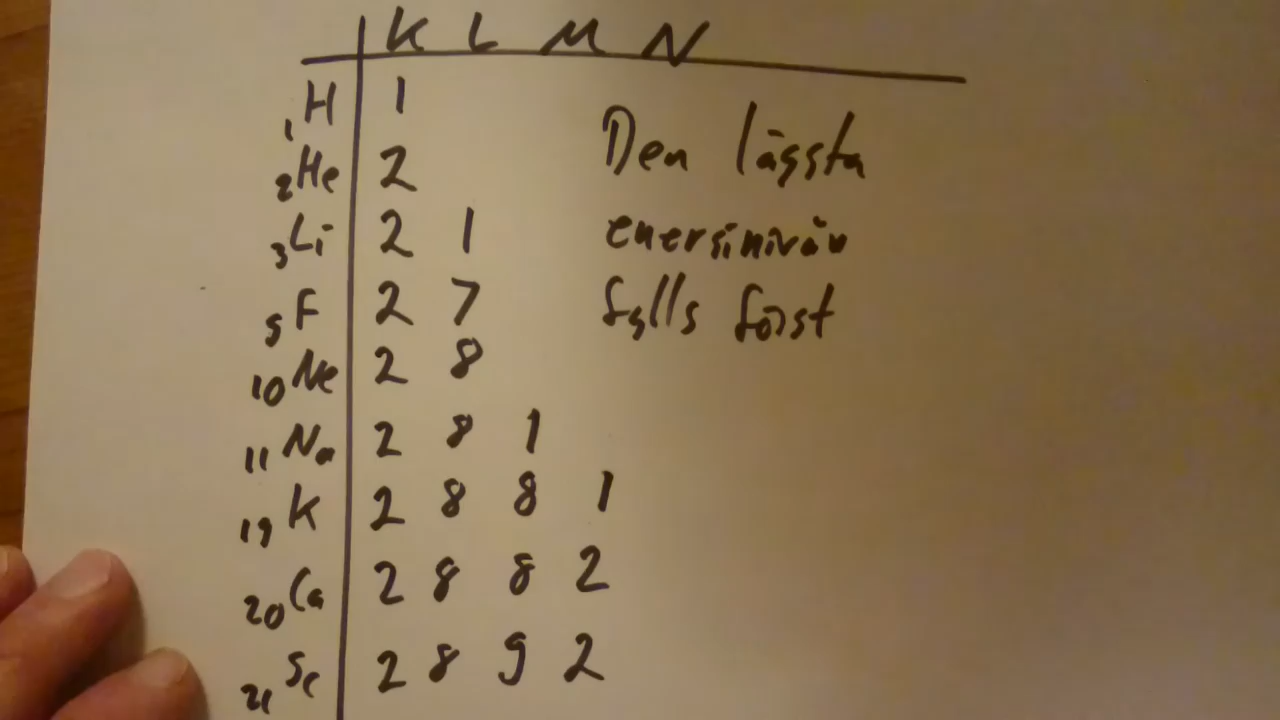 K L M N
1H 1
2He 2
3Li 2 1
9F 2 7
10Ne 2 8
11Na 2 8 1
19K 2 8 8 1
20Ca 2 8 8 2
21Sc 2 8 9 2
Den lägsta
energinivån
fylls först